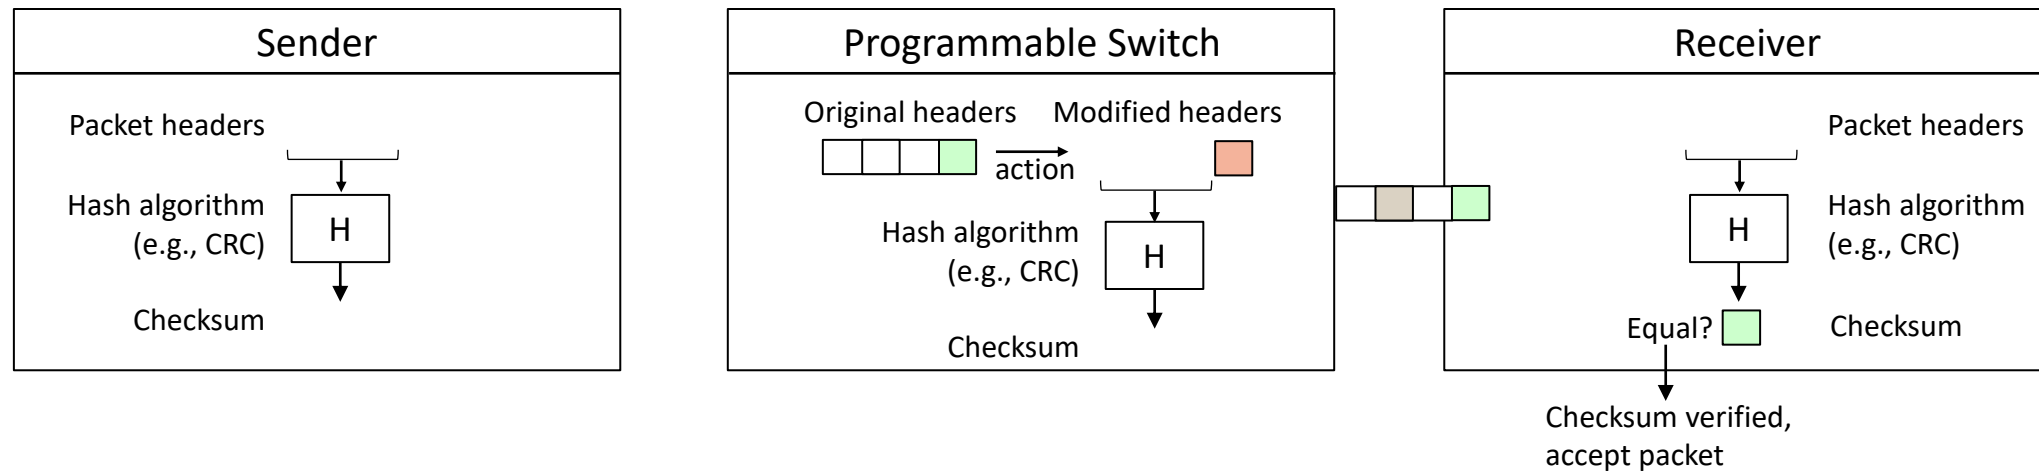 Sender
Packet headers
Hash algorithm
(e.g., CRC)
H
Checksum
Programmable Switch
Original headers
Modified headers
action
Hash algorithm
(e.g., CRC)
H
Checksum
Receiver
Packet headers
Hash algorithm
(e.g., CRC)
H
Equal?
Checksum
Checksum verified,
accept packet